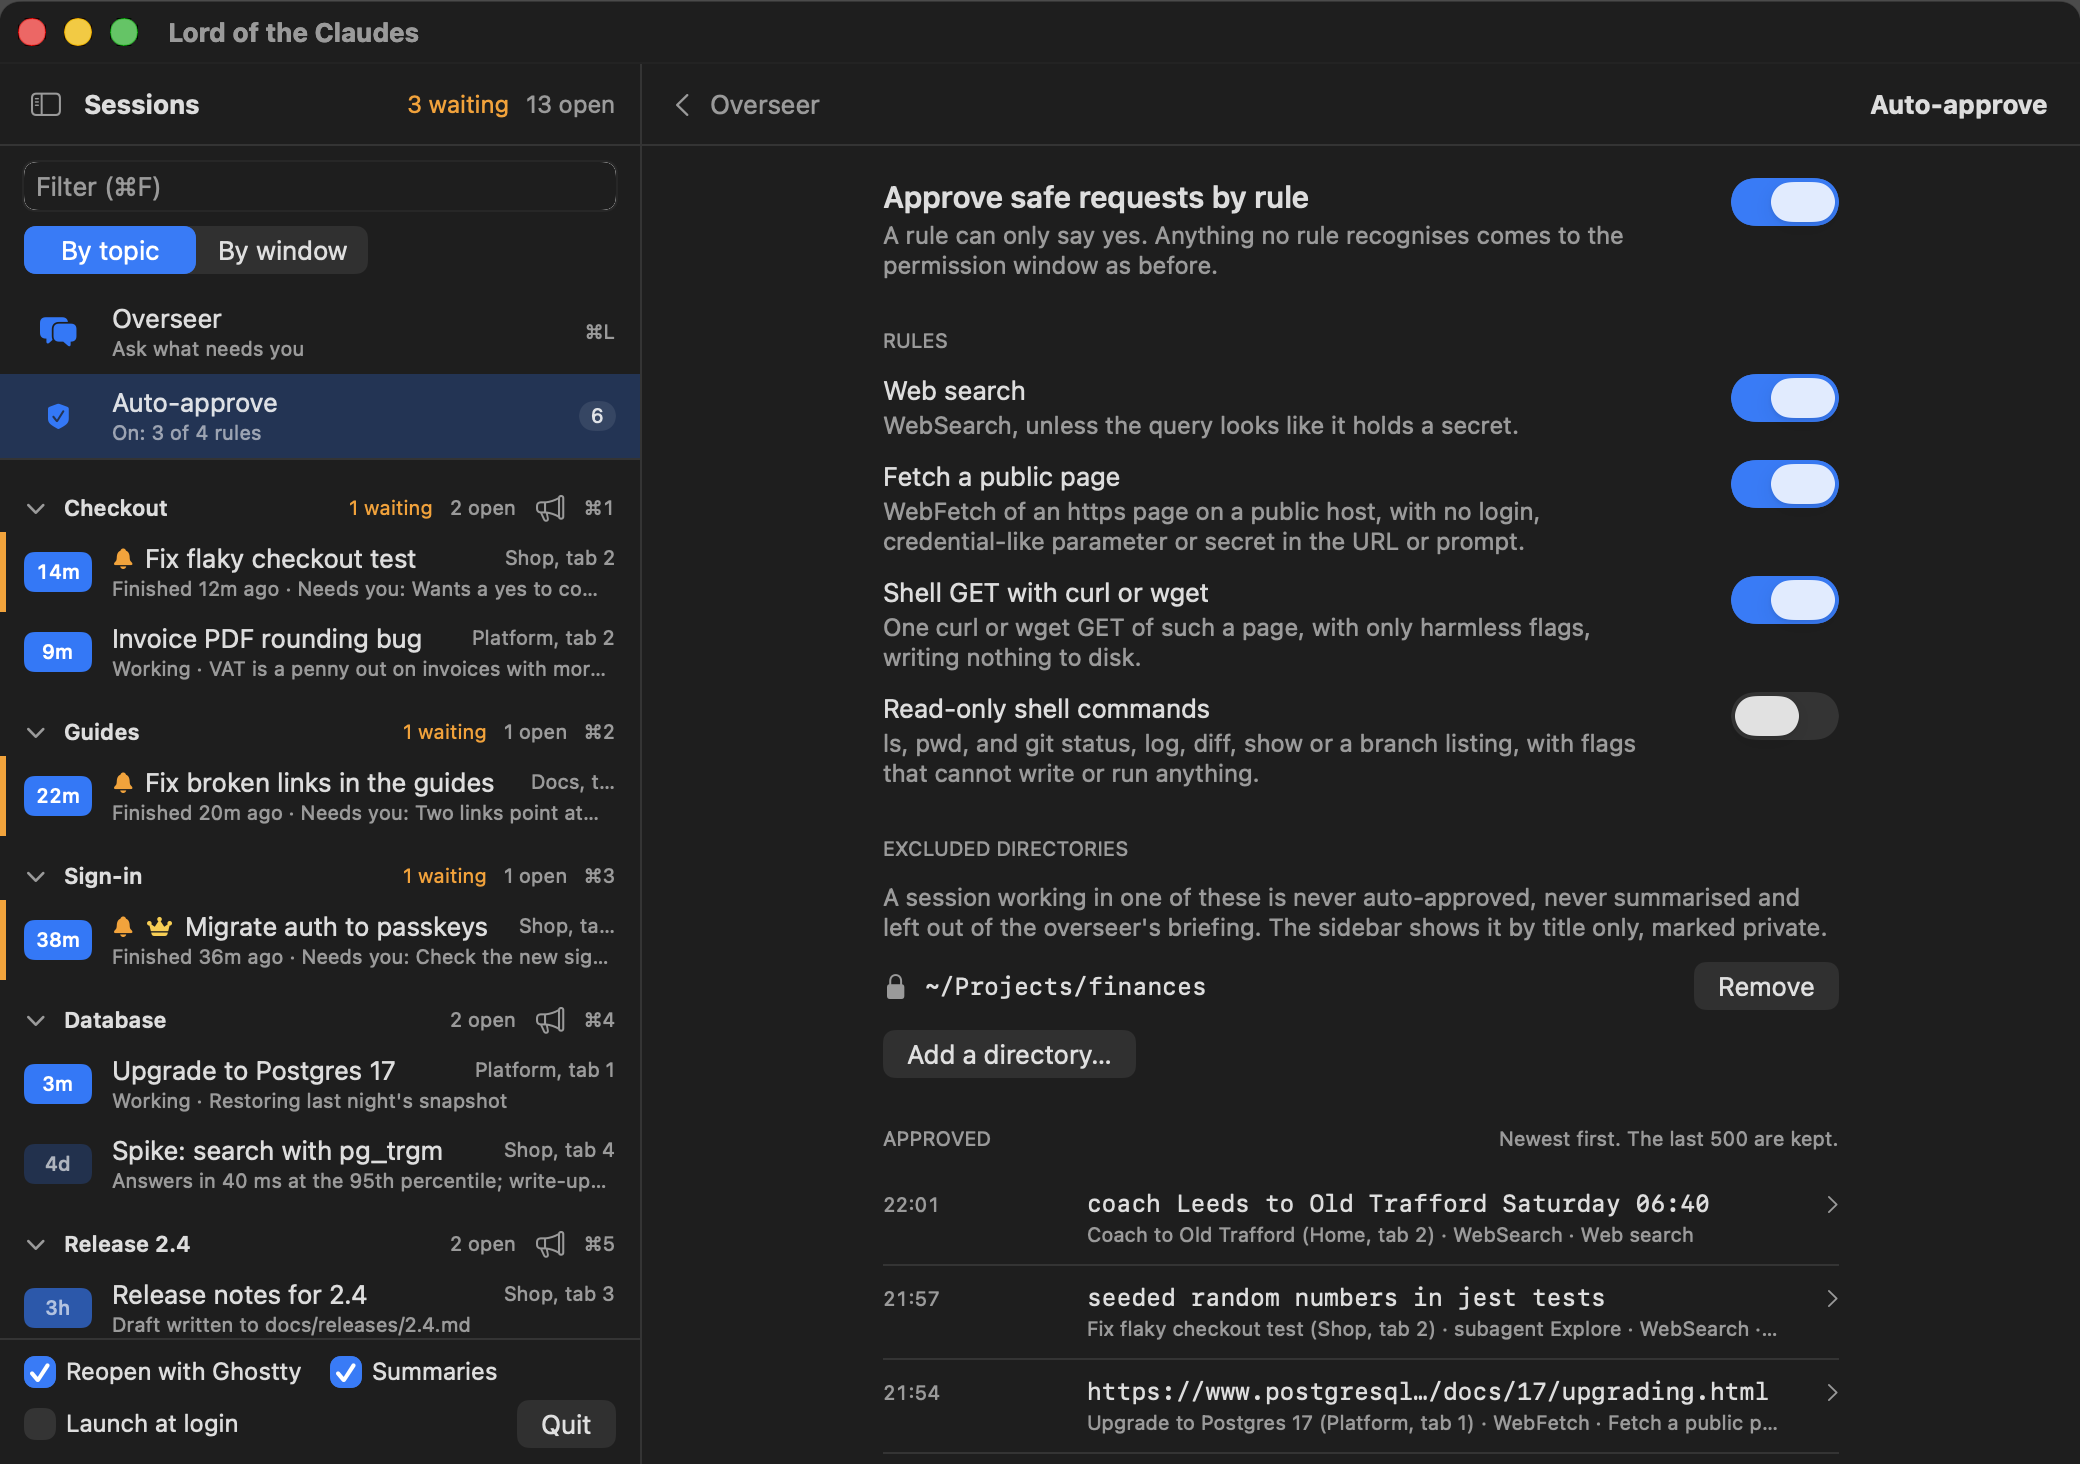 Lord of the Claudes
Sessions 3 waiting 13 open
Filter (⌘F)
By topic By window
Overseer ⌘L
Ask what needs you
Auto-approve 6
On: 3 of 4 rules
Checkout 1 waiting 2 open ⌘1
14m Fix flaky checkout test Shop, tab 2
Finished 12m ago · Needs you: Wants a yes to co...
9m Invoice PDF rounding bug Platform, tab 2
Working · VAT is a penny out on invoices with mor...
Guides 1 waiting 1 open ⌘2
22m Fix broken links in the guides Docs, t...
Finished 20m ago · Needs you: Two links point at...
Sign-in 1 waiting 1 open ⌘3
38m Migrate auth to passkeys Shop, ta...
Finished 36m ago · Needs you: Check the new sig...
Database 2 open ⌘4
3m Upgrade to Postgres 17 Platform, tab 1
Working · Restoring last night's snapshot
4d Spike: search with pg_trgm Shop, tab 4
Answers in 40 ms at the 95th percentile; write-up...
Release 2.4 2 open ⌘5
3h Release notes for 2.4 Shop, tab 3
Draft written to docs/releases/2.4.md
Reopen with Ghostty Summaries
Launch at login Quit
Overseer Auto-approve
Approve safe requests by rule
A rule can only say yes. Anything no rule recognises comes to the
permission window as before.
RULES
Web search
WebSearch, unless the query looks like it holds a secret.
Fetch a public page
WebFetch of an https page on a public host, with no login,
credential-like parameter or secret in the URL or prompt.
Shell GET with curl or wget
One curl or wget GET of such a page, with only harmless flags,
writing nothing to disk.
Read-only shell commands
ls, pwd, and git status, log, diff, show or a branch listing, with flags
that cannot write or run anything.
EXCLUDED DIRECTORIES
A session working in one of these is never auto-approved, never summarised and
left out of the overseer's briefing. The sidebar shows it by title only, marked private.
~/Projects/finances Remove
Add a directory...
APPROVED Newest first. The last 500 are kept.
22:01 coach Leeds to Old Trafford Saturday 06:40
Coach to Old Trafford (Home, tab 2) · WebSearch · Web search
21:57 seeded random numbers in jest tests
Fix flaky checkout test (Shop, tab 2) · subagent Explore · WebSearch ·...
21:54 https://www.postgresql…/docs/17/upgrading.html
Upgrade to Postgres 17 (Platform, tab 1) · WebFetch · Fetch a public p...